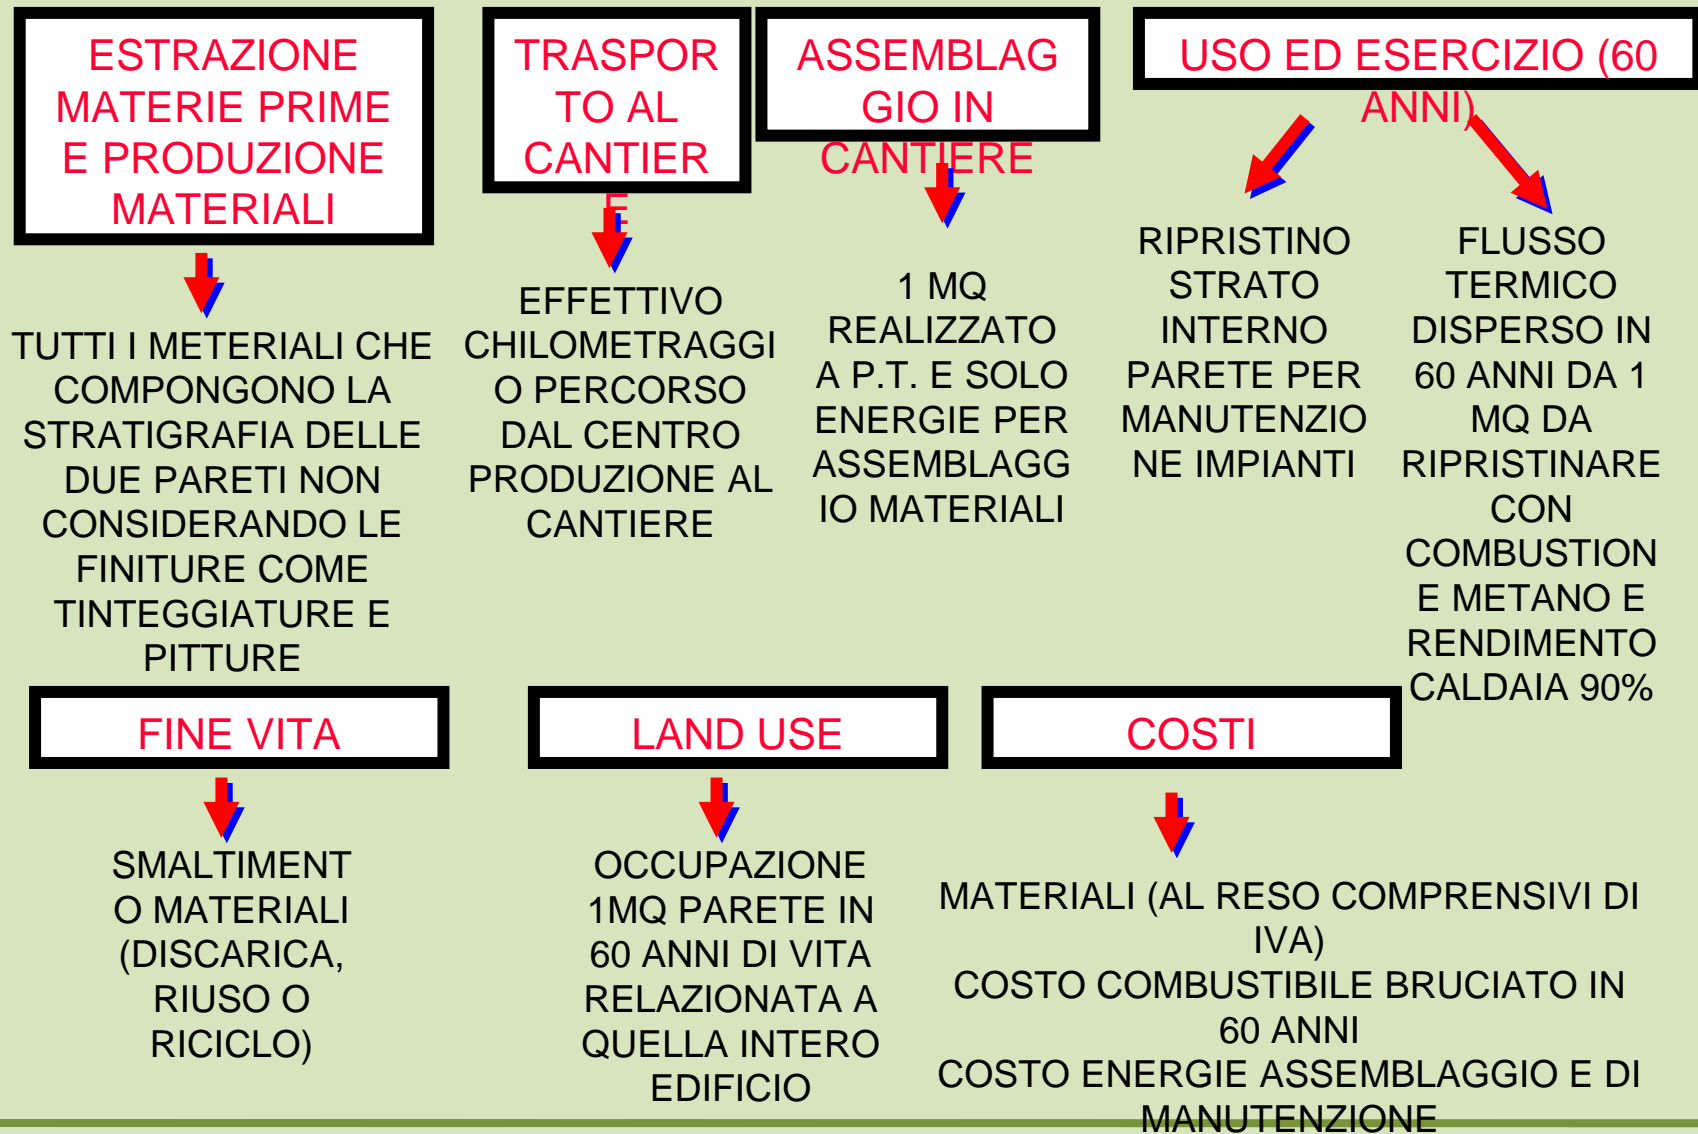 ESTRAZIONE
MATERIE PRIME
E PRODUZIONE
MATERIALI
TUTTI I METERIALI CHE
COMPONGONO LA
STRATIGRAFIA DELLE
DUE PARETI NON
CONSIDERANDO LE
FINITURE COME
TINTEGGIATURE E
PITTURE
TRASPOR
TO AL
CANTIER
E
EFFETTIVO
CHILOMETRAGGI
O PERCORSO
DAL CENTRO
PRODUZIONE AL
CANTIERE
ASSEMBLAG
GIO IN
CANTIERE
1 MQ
REALIZZATO
A P.T. E SOLO
ENERGIE PER
ASSEMBLAGG
IO MATERIALI
USO ED ESERCIZIO (60
ANNI)
RIPRISTINO
STRATO
INTERNO
PARETE PER
MANUTENZIO
NE IMPIANTI
FLUSSO
TERMICO
DISPERSO IN
60 ANNI DA 1
MQ DA
RIPRISTINARE
CON
COMBUSTION
E METANO E
RENDIMENTO
CALDAIA 90%
FINE VITA
SMALTIMENT
O MATERIALI
(DISCARICA,
RIUSO O
RICICLO)
LAND USE
OCCUPAZIONE
1MQ PARETE IN
60 ANNI DI VITA
RELAZIONATA A
QUELLA INTERO
EDIFICIO
COSTI
MATERIALI (AL RESO COMPRENSIVI DI
IVA)
COSTO COMBUSTIBILE BRUCIATO IN
60 ANNI
COSTO ENERGIE ASSEMBLAGGIO E DI
MANUTENZIONE